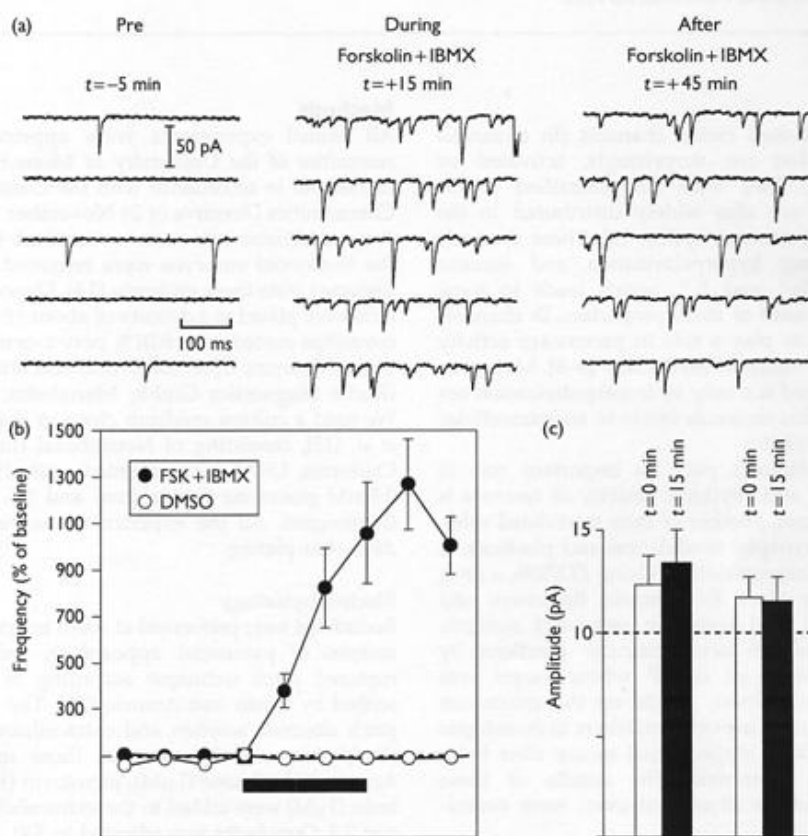 (a)
Pre
During
After
Forskolin + IBMX
Forskolin + IBMX
t = −5 min
t = +15 min
t = +45 min
50 pA
100 ms
(b)
1500
1300
1100
900
700
500
300
Frequency (% of baseline)
FSK + IBMX
DMSO
(c)
t = 0 min
t = 15 min
t = 0 min
t = 15 min
15
10
Amplitude (pA)